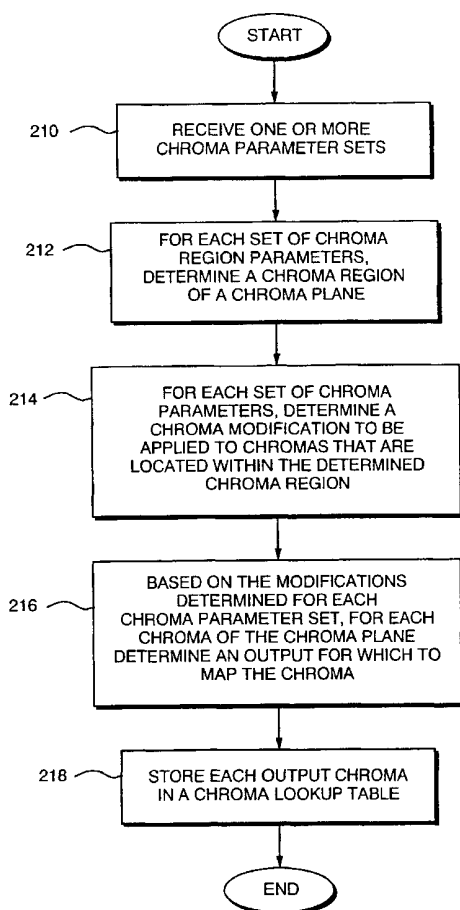 START
210
RECEIVE ONE OR MORE
CHROMA PARAMETER SETS
212
FOR EACH SET OF CHROMA
REGION PARAMETERS,
DETERMINE A CHROMA REGION
OF A CHROMA PLANE
214
FOR EACH SET OF CHROMA
PARAMETERS, DETERMINE A
CHROMA MODIFICATION TO BE
APPLIED TO CHROMAS THAT ARE
LOCATED WITHIN THE DETERMINED
CHROMA REGION
216
BASED ON THE MODIFICATIONS
DETERMINED FOR EACH
CHROMA PARAMETER SET, FOR EACH
CHROMA OF THE CHROMA PLANE
DETERMINE AN OUTPUT FOR WHICH TO
MAP THE CHROMA
218
STORE EACH OUTPUT CHROMA
IN A CHROMA LOOKUP TABLE
END